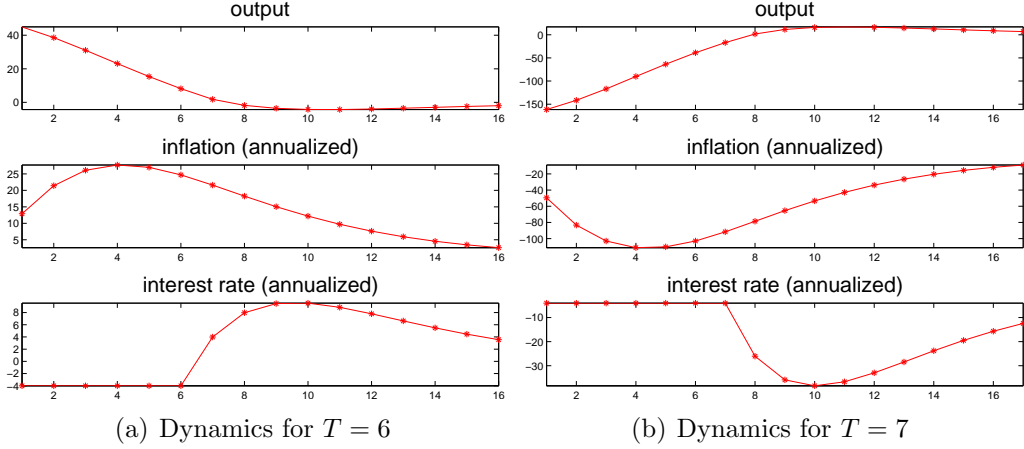 output
40
20
0
2 4 6 8 10 12 14 16
inflation (annualized)
25
20
15
10
5
2 4 6 8 10 12 14 16
interest rate (annualized)
8
6
4
2
0
−2
−4
2 4 6 8 10 12 14 16
(a) Dynamics for T = 6
output
0
−50
−100
−150
2 4 6 8 10 12 14 16
inflation (annualized)
−20
−40
−60
−80
−100
2 4 6 8 10 12 14 16
interest rate (annualized)
−10
−20
−30
2 4 6 8 10 12 14 16
(b) Dynamics for T = 7